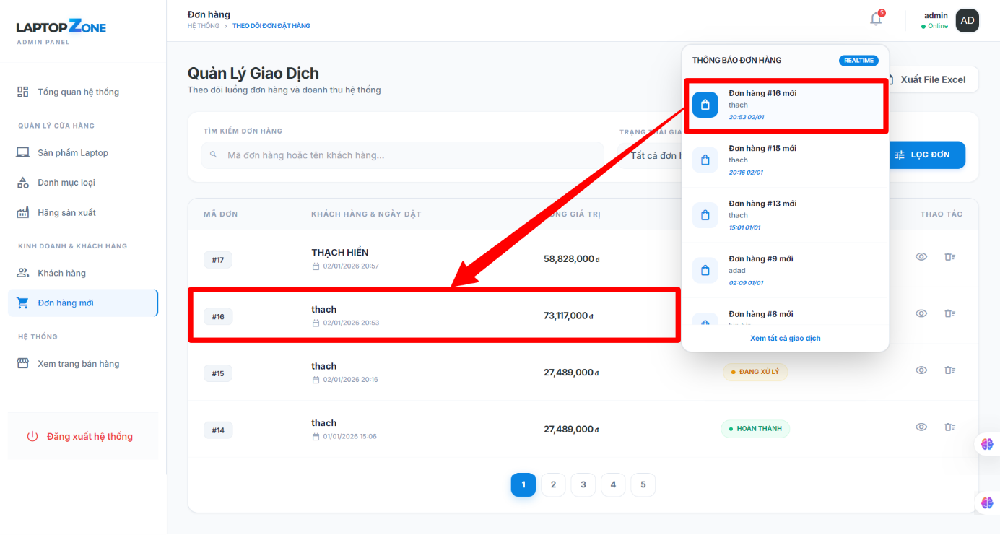 LAPTOP ZONE
ADMIN PANEL
Tổng quan hệ thống
QUẢN LÝ CỬA HÀNG
Sản phẩm Laptop
Danh mục loại
Hãng sản xuất
KINH DOANH & KHÁCH HÀNG
Khách hàng
Đơn hàng mới
HỆ THỐNG
Xem trang bán hàng
Đăng xuất hệ thống
Đơn hàng
HỆ THỐNG > THEO DÕI ĐƠN ĐẶT HÀNG
5
admin
Online
AD
Quản Lý Giao Dịch
Theo dõi luồng đơn hàng và doanh thu hệ thống
Xuất File Excel
THÔNG BÁO ĐƠN HÀNG
REALTIME
Đơn hàng #16 mới
thach
20:53 02/01
Đơn hàng #15 mới
thach
20:16 02/01
Đơn hàng #13 mới
thach
15:01 01/01
Đơn hàng #9 mới
adad
02:09 01/01
Đơn hàng #8 mới
Xem tất cả giao dịch
TÌM KIẾM ĐƠN HÀNG
Mã đơn hàng hoặc tên khách hàng...
TRẠNG THÁI GIA
Tất cả đơn h
LỌC ĐƠN
MÃ ĐƠN
KHÁCH HÀNG & NGÀY ĐẶT
GIÁ TRỊ
THAO TÁC
#17
THẠCH HIỂN
02/01/2026 20:57
58,828,000đ
#16
thach
02/01/2026 20:53
73,117,000đ
#15
thach
02/01/2026 20:16
27,489,000đ
ĐANG XỬ LÝ
#14
thach
01/01/2026 15:06
27,489,000đ
HOÀN THÀNH
1 2 3 4 5